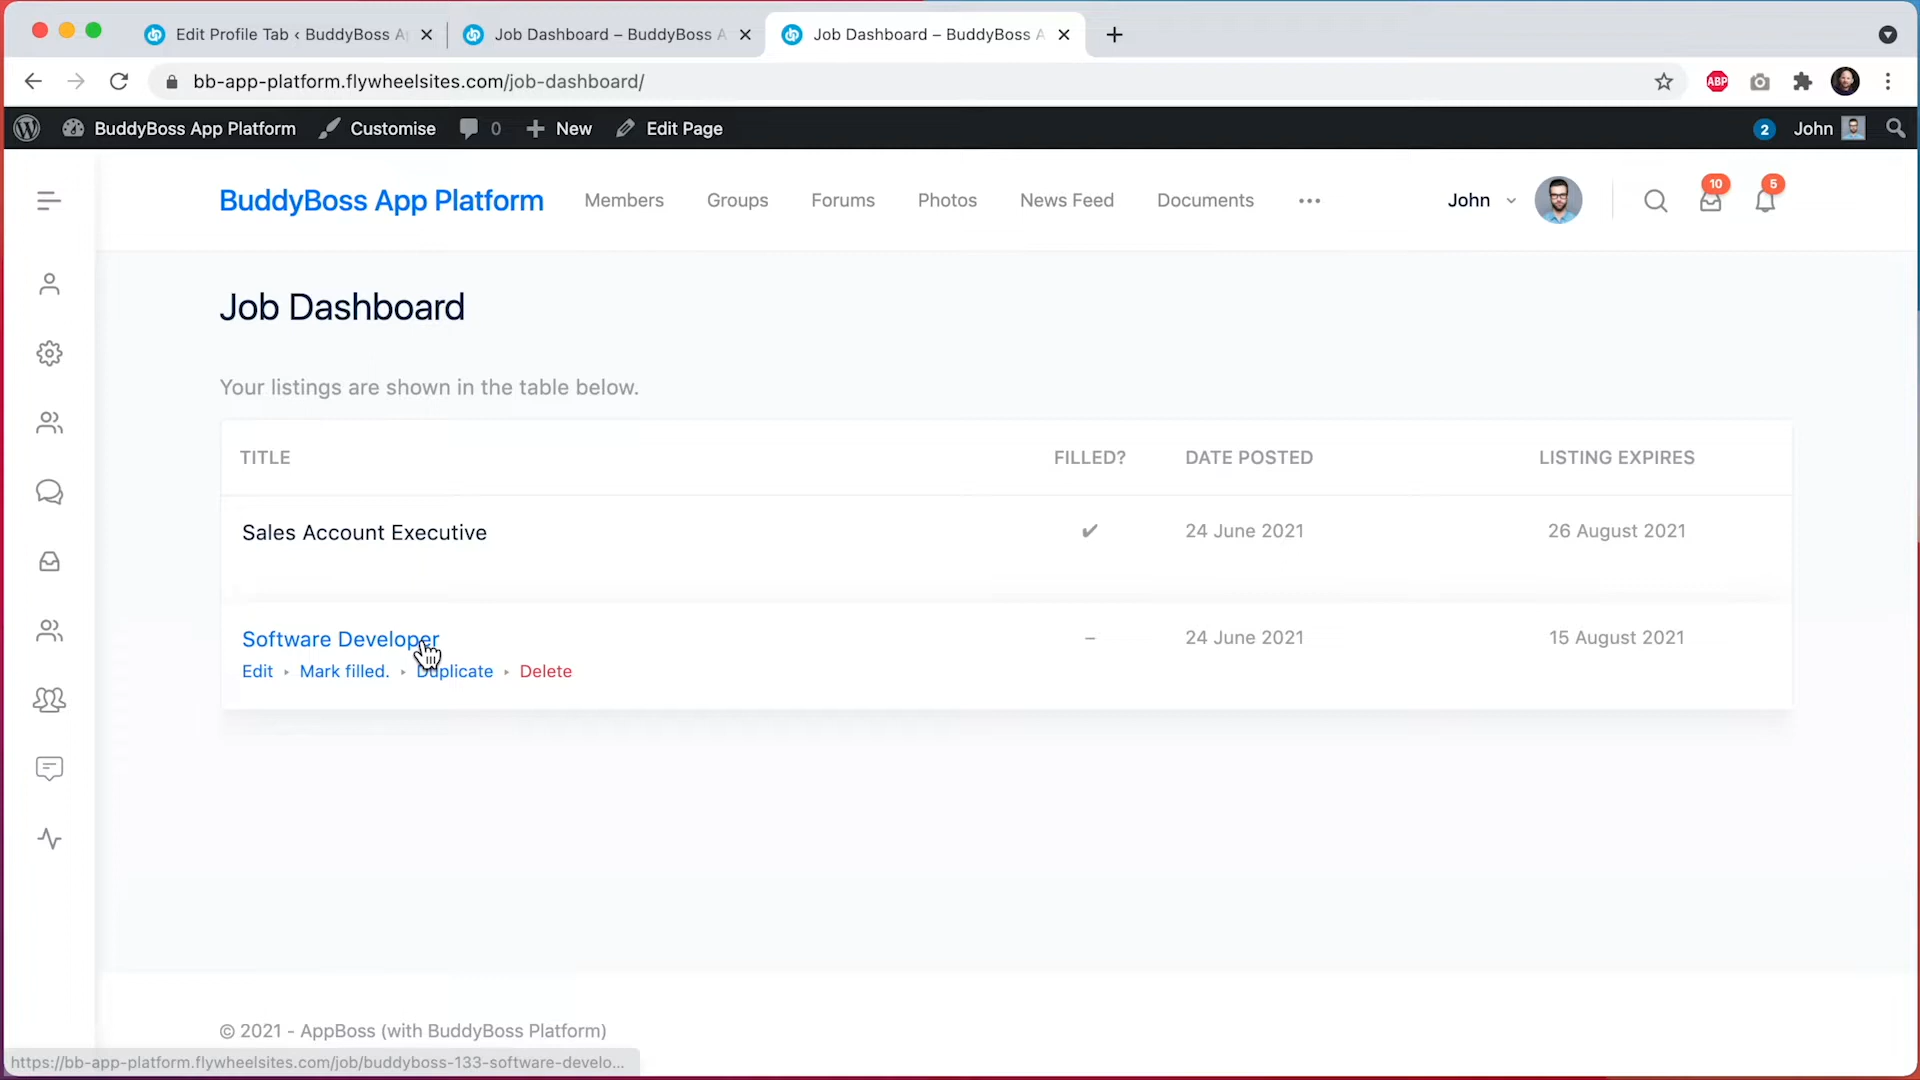 Edit Profile Tab ‹ BuddyBoss A
Job Dashboard – BuddyBoss A
Job Dashboard – BuddyBoss A
bb-app-platform.flywheelsites.com/job-dashboard/
ABP
BuddyBoss App Platform Customise 0 New Edit Page 2 John
BuddyBoss App Platform Members Groups Forums Photos News Feed Documents ••• John 10 5
Job Dashboard
Your listings are shown in the table below.
TITLE FILLED? DATE POSTED LISTING EXPIRES
Sales Account Executive ✔ 24 June 2021 26 August 2021
Software Developer – 24 June 2021 15 August 2021
Edit ‣ Mark filled. ‣ Duplicate ‣ Delete
© 2021 - AppBoss (with BuddyBoss Platform)
https://bb-app-platform.flywheelsites.com/job/buddyboss-133-software-develo...